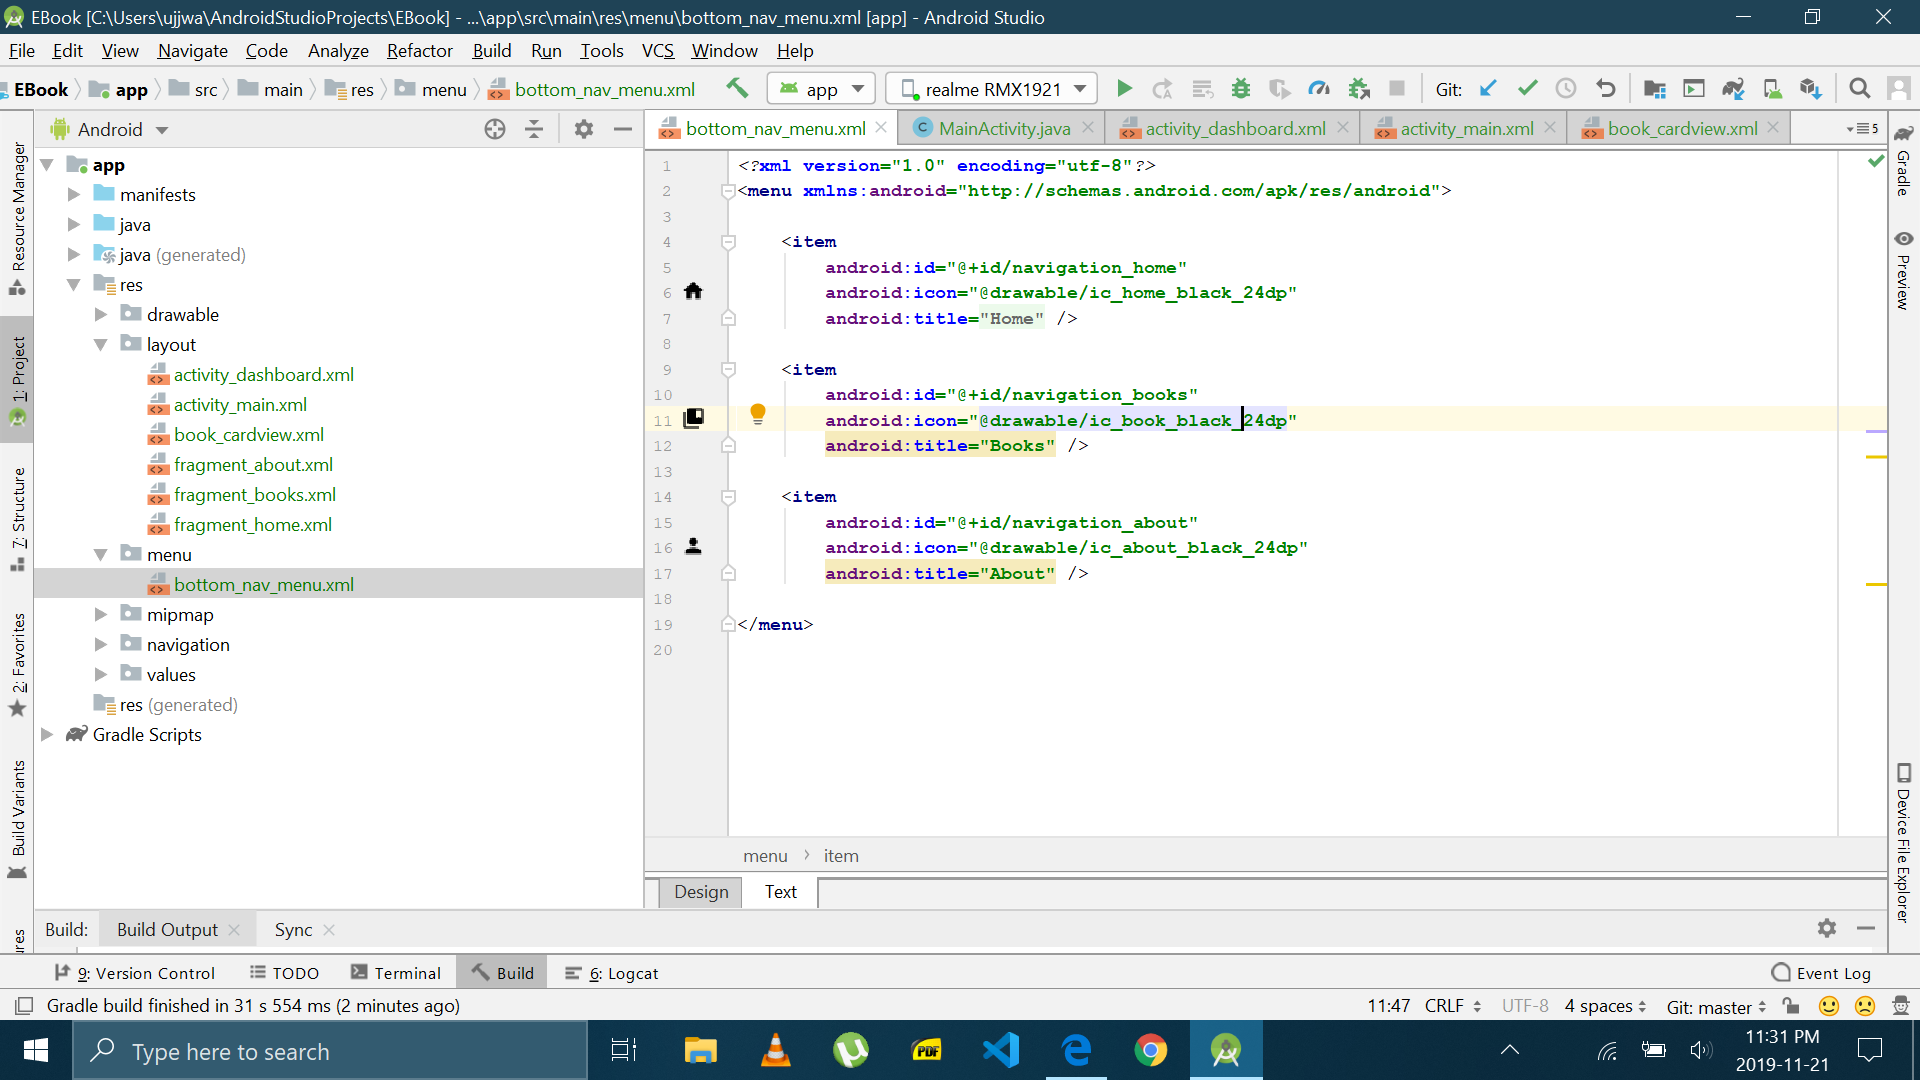 EBook [C:\Users\ujjwa\AndroidStudioProjects\EBook] - ...\app\src\main\res\menu\bottom_nav_menu.xml [app] - Android Studio
File Edit View Navigate Code Analyze Refactor Build Run Tools VCS Window Help
EBook app src main res menu bottom_nav_menu.xml app realme RMX1921 Git:
Android
bottom_nav_menu.xml MainActivity.java activity_dashboard.xml activity_main.xml book_cardview.xml 5
app
manifests
java
java (generated)
res
drawable
layout
activity_dashboard.xml
activity_main.xml
book_cardview.xml
fragment_about.xml
fragment_books.xml
fragment_home.xml
menu
bottom_nav_menu.xml
mipmap
navigation
values
res (generated)
Gradle Scripts
Resource Manager
1: Project
7: Structure
2: Favorites
Build Variants
1 <?xml version="1.0" encoding="utf-8"?>
2 <menu xmlns:android="http://schemas.android.com/apk/res/android">
3
4 <item
5 android:id="@+id/navigation_home"
6 android:icon="@drawable/ic_home_black_24dp"
7 android:title="Home" />
8
9 <item
10 android:id="@+id/navigation_books"
11 android:icon="@drawable/ic_book_black_24dp"
12 android:title="Books" />
13
14 <item
15 android:id="@+id/navigation_about"
16 android:icon="@drawable/ic_about_black_24dp"
17 android:title="About" />
18
19 </menu>
20
Gradle
Preview
Device File Explorer
menu item
Design Text
Build: Build Output Sync
9: Version Control TODO Terminal Build 6: Logcat Event Log
Gradle build finished in 31 s 554 ms (2 minutes ago) 11:47 CRLF UTF-8 4 spaces Git: master
Type here to search
PDF
11:31 PM
2019-11-21